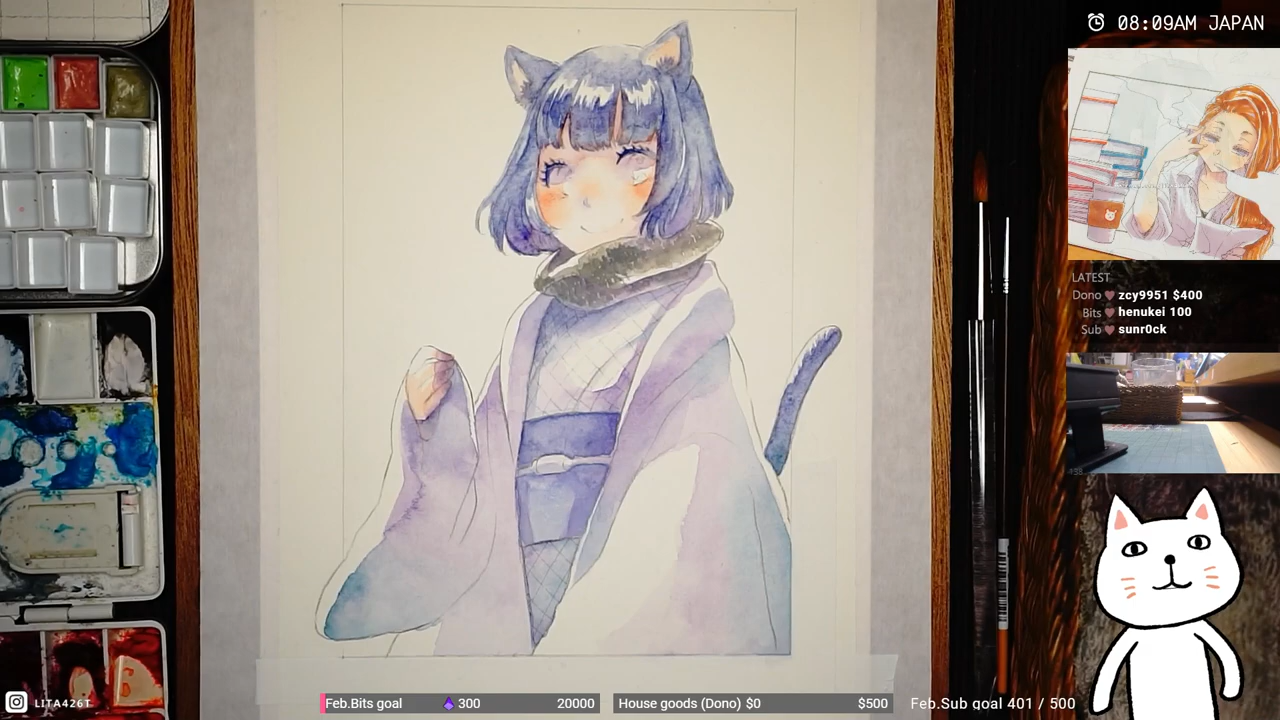 08:09AM JAPAN
LATEST
Dono ♥ zcy9951 $400
Bits ♥ henukei 100
Sub ♥ sunr0ck
LITA426T
Feb.Bits goal 300 20000
House goods (Dono) $0 $500
Feb.Sub goal 401 / 500